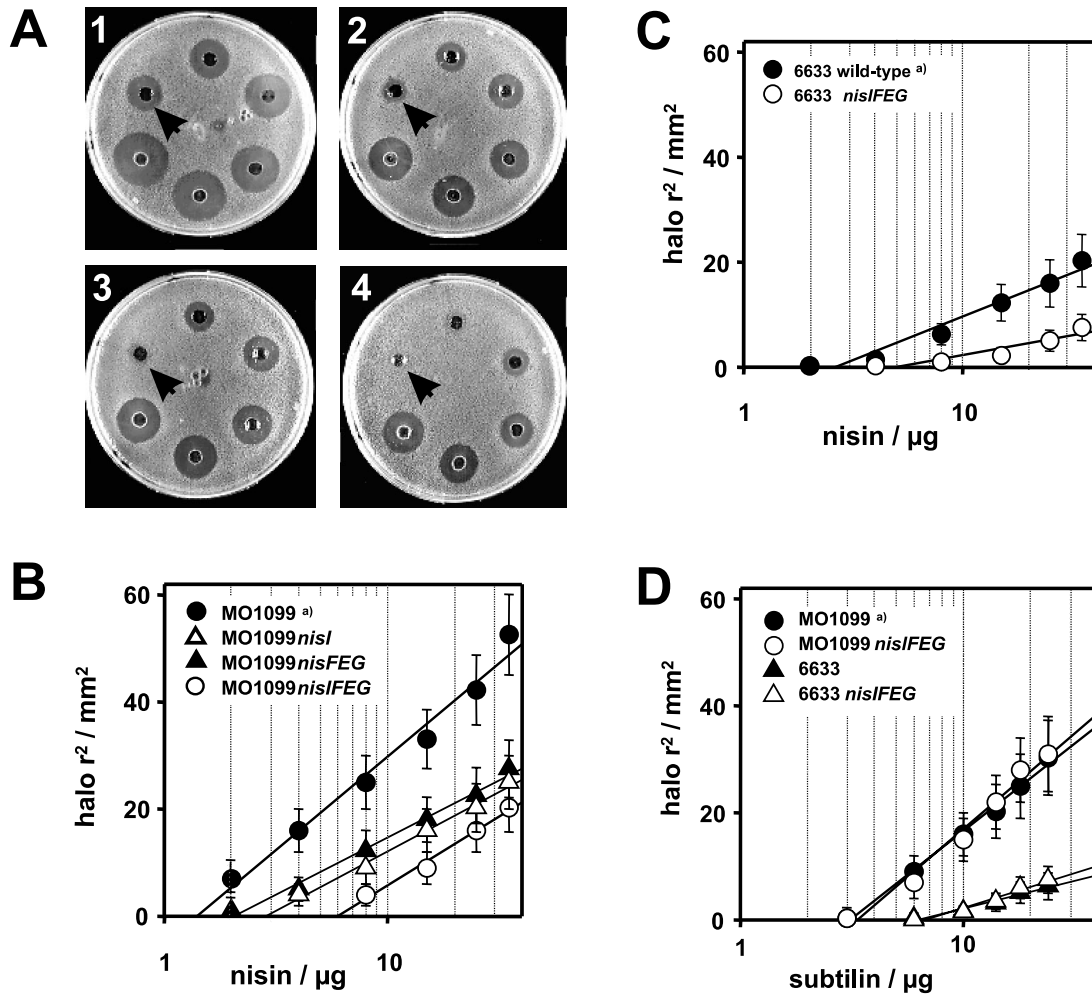 A
1
2
3
4
B
60
40
20
0
halo r² / mm²
MO1099 a)
MO1099nisI
MO1099nisFEG
MO1099nisIFEG
1
10
nisin / µg
C
60
40
20
0
halo r² / mm²
6633 wild-type a)
6633 nisIFEG
1
10
nisin / µg
D
60
40
20
0
halo r² / mm²
MO1099 a)
MO1099 nisIFEG
6633
6633 nisIFEG
1
10
subtilin / µg